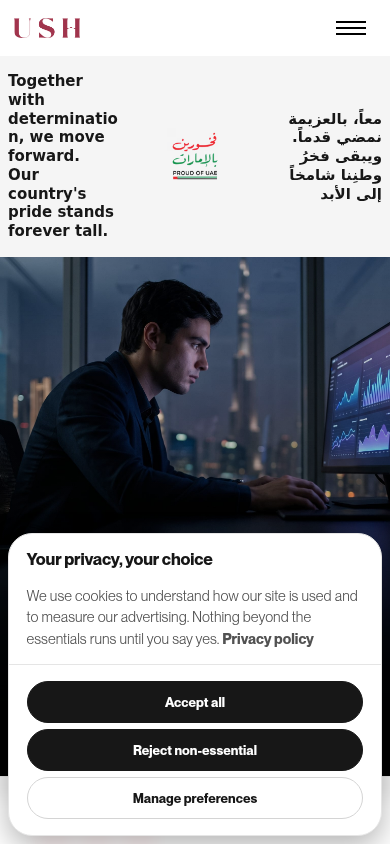 USH
Together
with
determinatio
n, we move
forward.
Our
country's
pride stands
forever tall.
فخورين
بالإمارات
PROUD OF UAE
معاً، بالعزيمة
نمضي قدماً.
ويبقى فخرُ
وطنِنا شامخاً
إلى الأبد
Your privacy, your choice
We use cookies to understand how our site is used and
to measure our advertising. Nothing beyond the
essentials runs until you say yes. Privacy policy
Accept all
Reject non-essential
Manage preferences